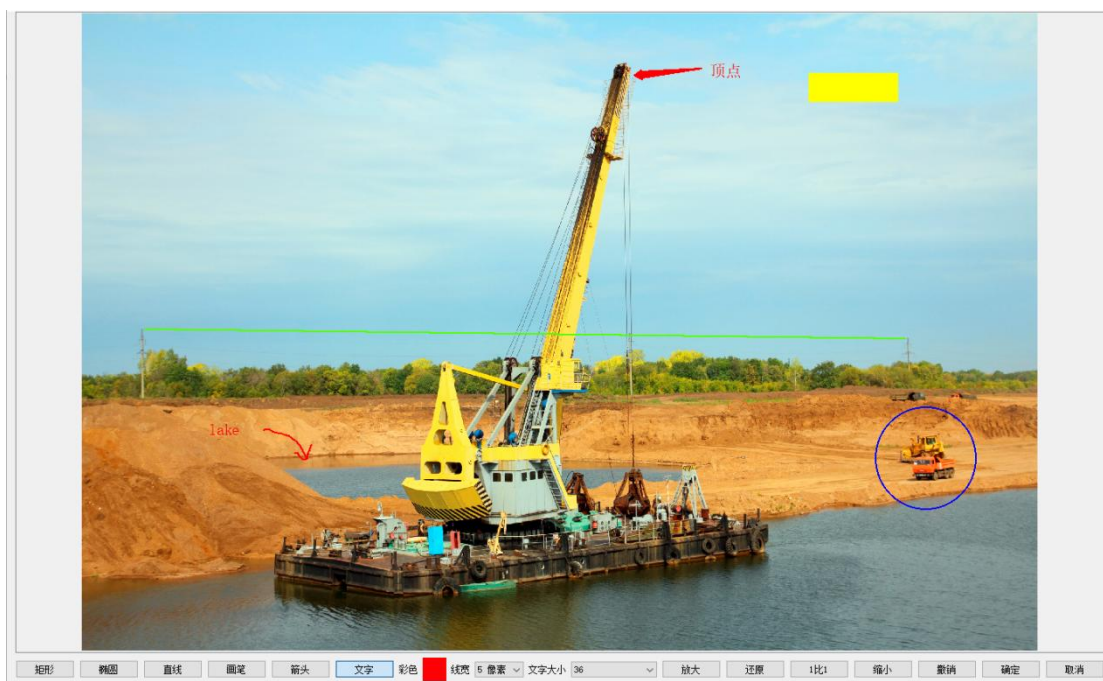 顶点
lake
矩形 椭圆 直线 画笔 箭头 文字 彩色 线宽 5 像素 文字大小 36 放大 还原 1比1 缩小 撤销 确定 取消